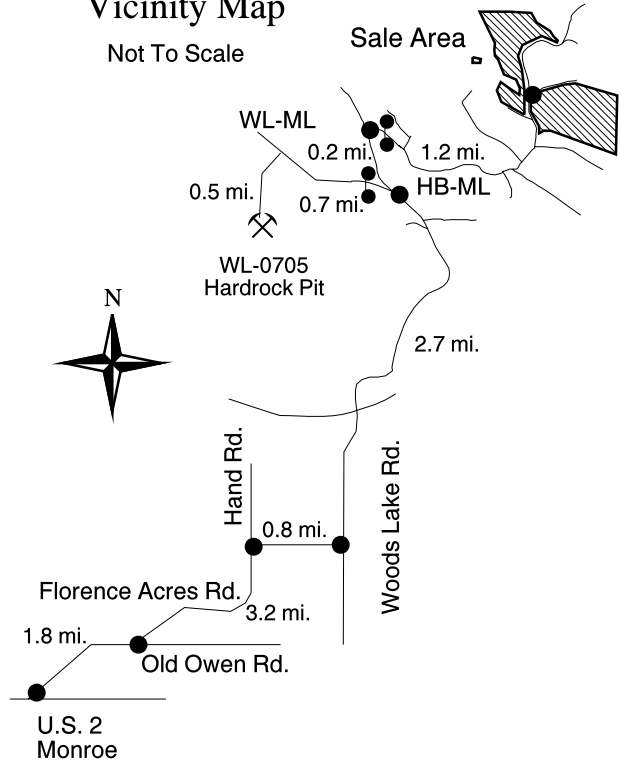 Vicinity Map
Not To Scale
Sale Area
WL-ML
0.2 mi.
1.2 mi.
HB-ML
0.5 mi.
0.7 mi.
WL-0705
Hardrock Pit
N
2.7 mi.
Hand Rd.
Woods Lake Rd.
0.8 mi.
Florence Acres Rd.
3.2 mi.
1.8 mi.
Old Owen Rd.
U.S. 2
Monroe